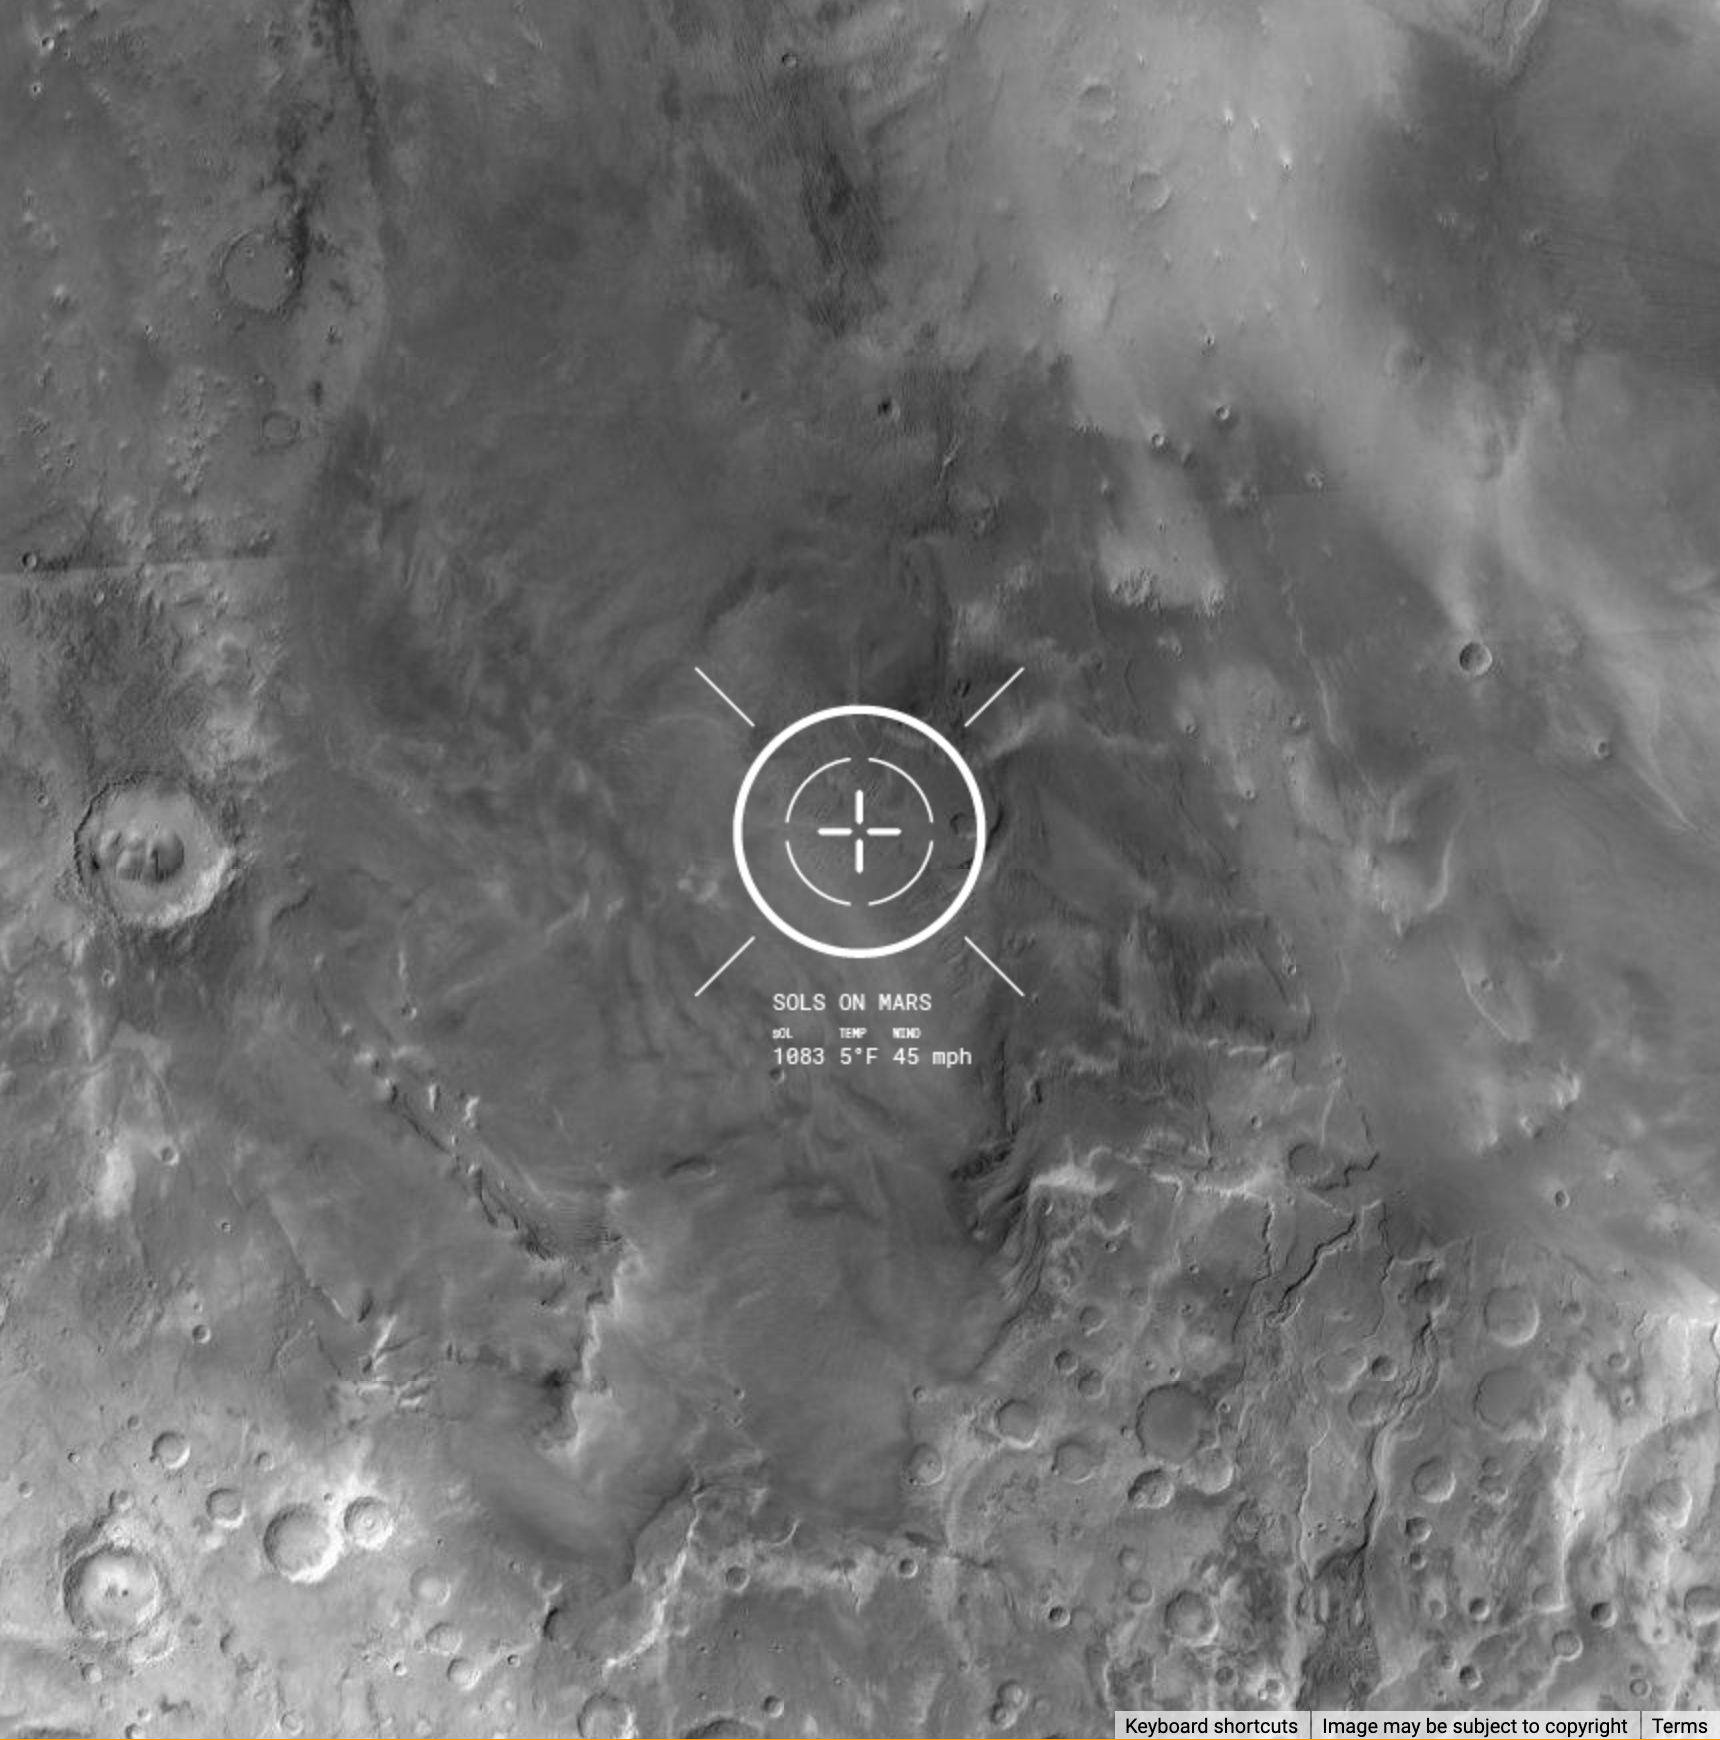 SOLS ON MARS
SOL TEMP WIND
1083 5°F 45 mph
Keyboard shortcuts Image may be subject to copyright Terms